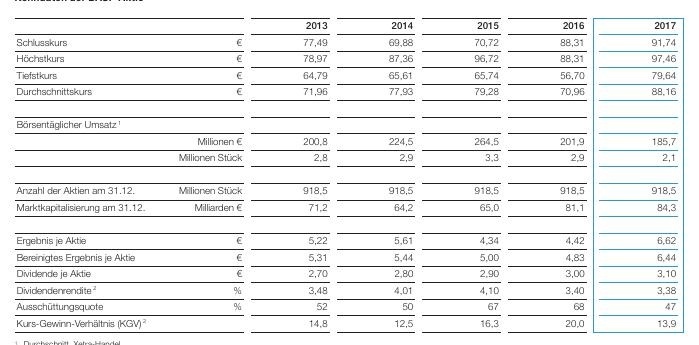 Kenndaten der BASF-Aktie
2013 2014 2015 2016 2017
Schlusskurs € 77,49 69,88 70,72 88,31 91,74
Höchstkurs € 78,97 87,36 96,72 88,31 97,46
Tiefstkurs € 64,79 65,61 65,74 56,70 79,64
Durchschnittskurs € 71,96 77,93 79,28 70,96 88,16
Börsentäglicher Umsatz 1
Millionen € 200,8 224,5 264,5 201,9 185,7
Millionen Stück 2,8 2,9 3,3 2,9 2,1
Anzahl der Aktien am 31.12. Millionen Stück 918,5 918,5 918,5 918,5 918,5
Marktkapitalisierung am 31.12. Milliarden € 71,2 64,2 65,0 81,1 84,3
Ergebnis je Aktie € 5,22 5,61 4,34 4,42 6,62
Bereinigtes Ergebnis je Aktie € 5,31 5,44 5,00 4,83 6,44
Dividende je Aktie € 2,70 2,80 2,90 3,00 3,10
Dividendenrendite 2 % 3,48 4,01 4,10 3,40 3,38
Ausschüttungsquote % 52 50 67 68 47
Kurs-Gewinn-Verhältnis (KGV) 2 14,8 12,5 16,3 20,0 13,9
1 Durchschnitt, Xetra-Handel